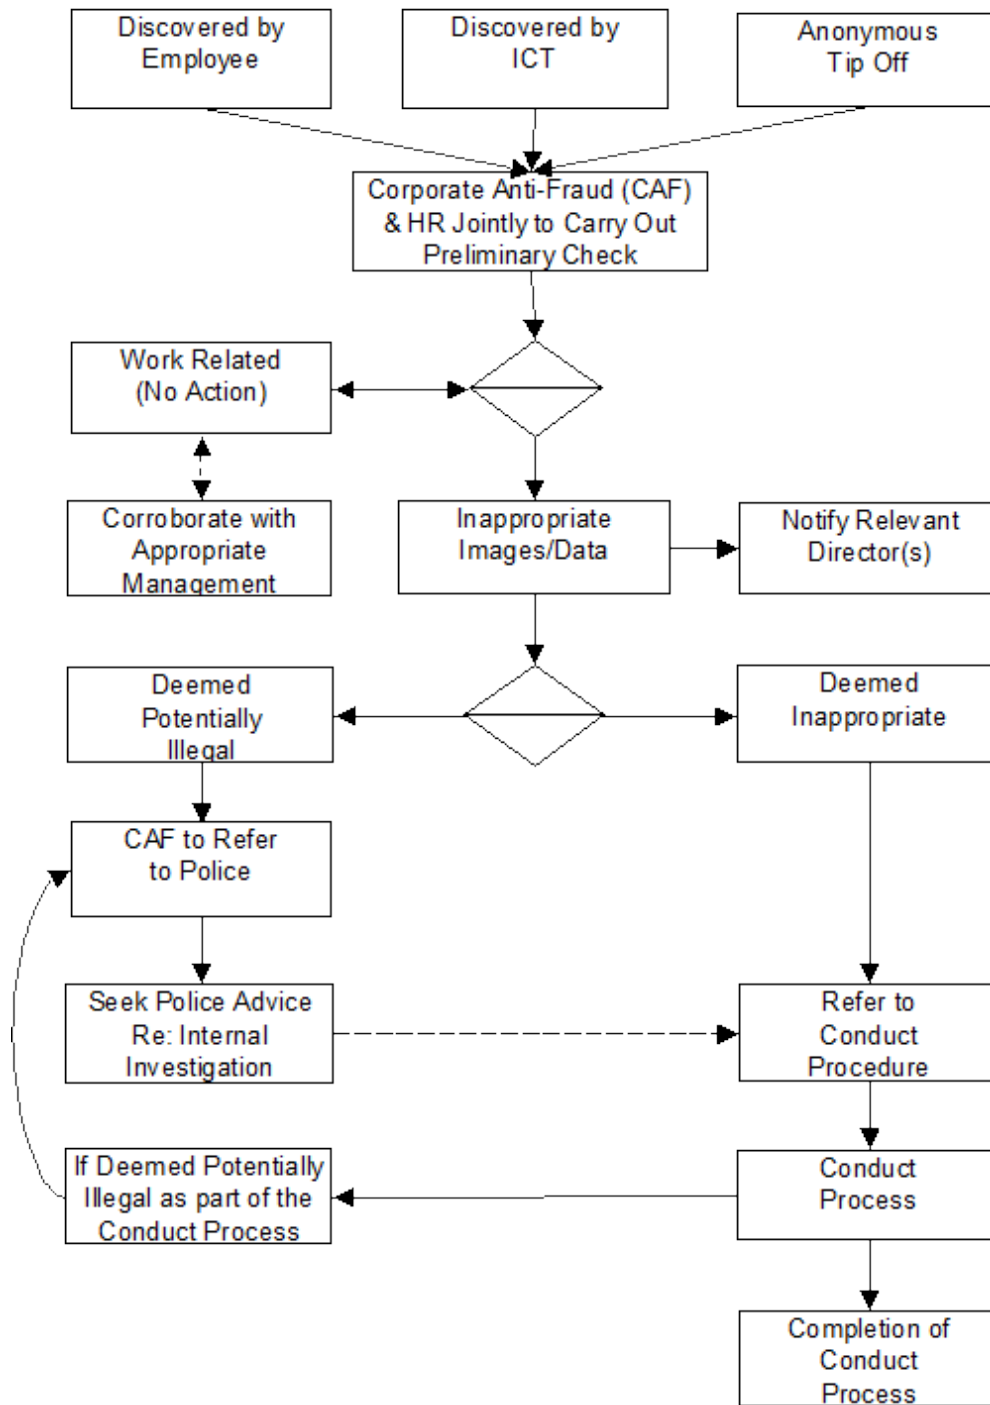 Discovered by
Employee
Discovered by
ICT
Anonymous
Tip Off
Corporate Anti-Fraud (CAF)
& HR Jointly to Carry Out
Preliminary Check
Work Related
(No Action)
Corroborate with
Appropriate
Management
Inappropriate
Images/Data
Notify Relevant
Director(s)
Deemed
Potentially
Illegal
Deemed
Inappropriate
CAF to Refer
to Police
Seek Police Advice
Re: Internal
Investigation
Refer to
Conduct
Procedure
If Deemed Potentially
Illegal as part of the
Conduct Process
Conduct
Process
Completion of
Conduct
Process